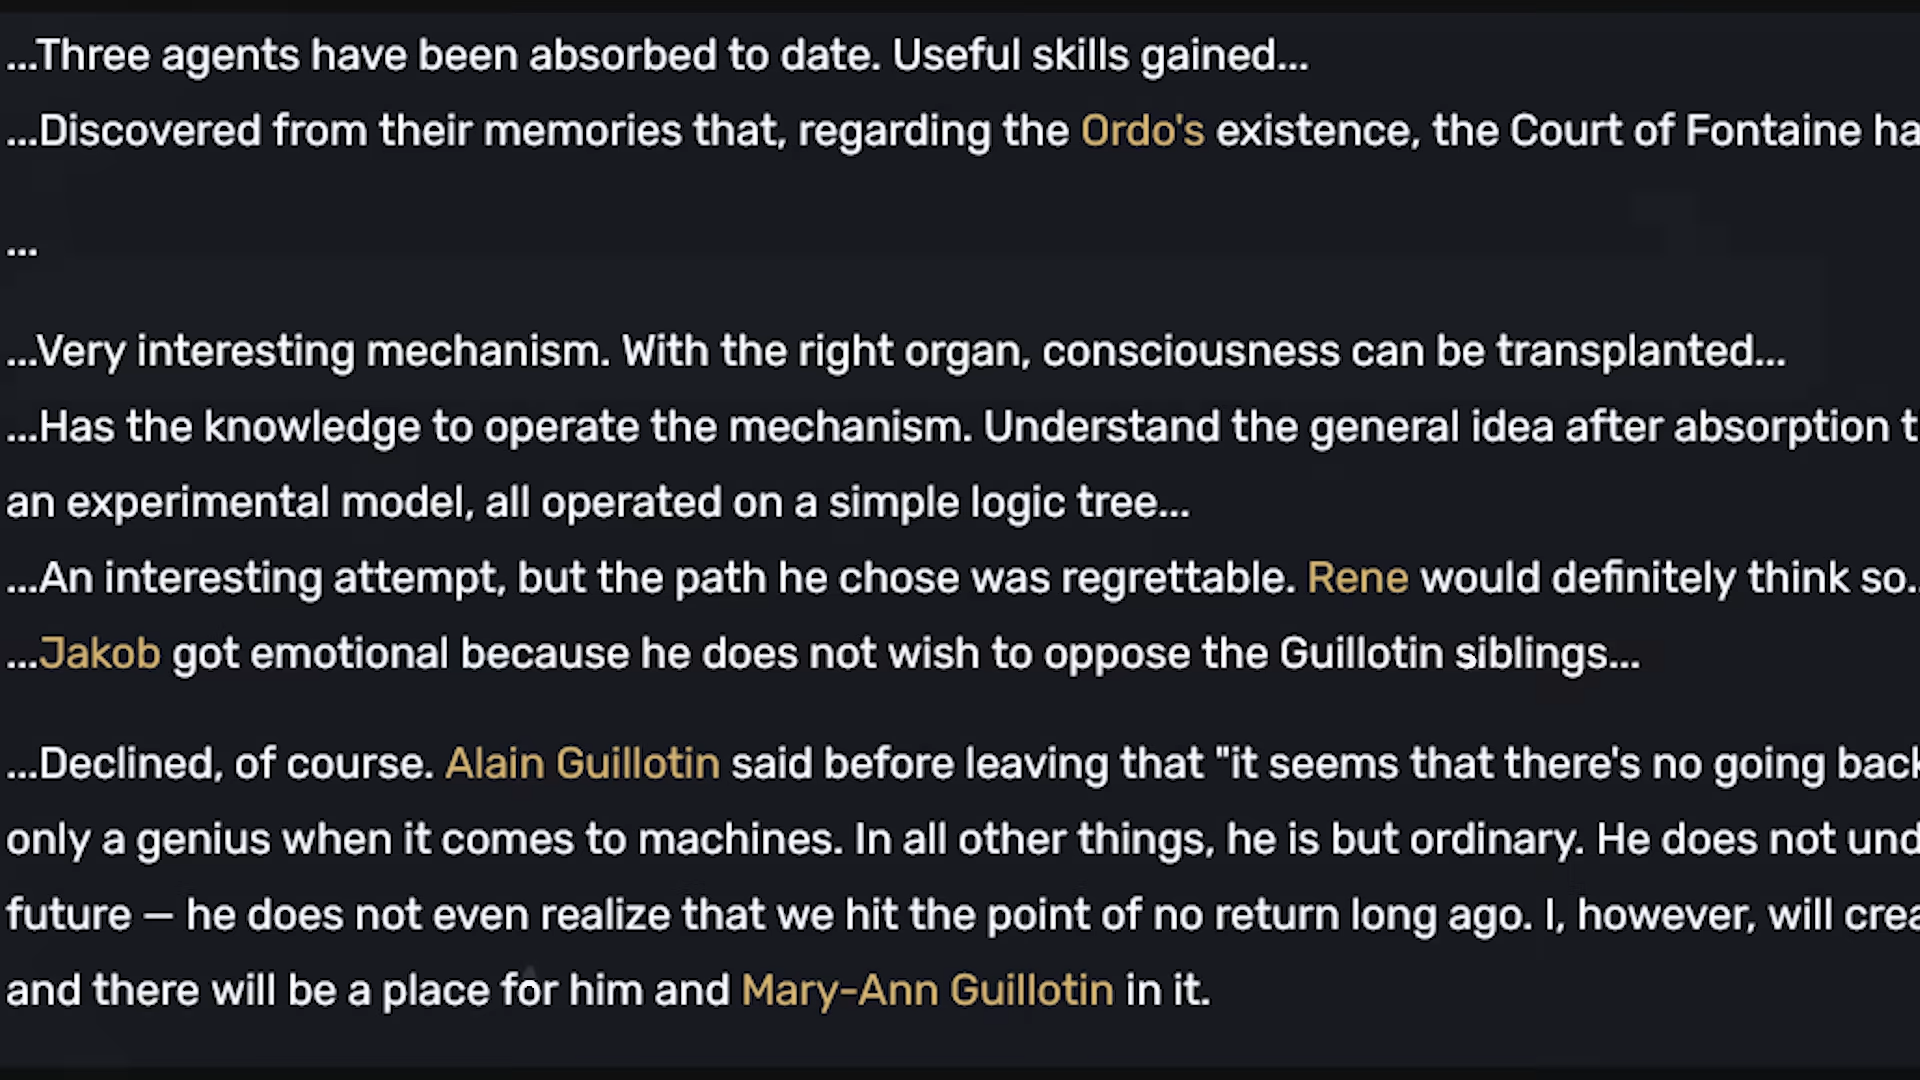 ...Three agents have been absorbed to date. Useful skills gained...
...Discovered from their memories that, regarding the Ordo's existence, the Court of Fontaine ha
...
...Very interesting mechanism. With the right organ, consciousness can be transplanted...
...Has the knowledge to operate the mechanism. Understand the general idea after absorption t
an experimental model, all operated on a simple logic tree...
...An interesting attempt, but the path he chose was regrettable. Rene would definitely think so..
...Jakob got emotional because he does not wish to oppose the Guillotin siblings...
...Declined, of course. Alain Guillotin said before leaving that "it seems that there's no going back
only a genius when it comes to machines. In all other things, he is but ordinary. He does not und
future — he does not even realize that we hit the point of no return long ago. I, however, will crea
and there will be a place for him and Mary-Ann Guillotin in it.